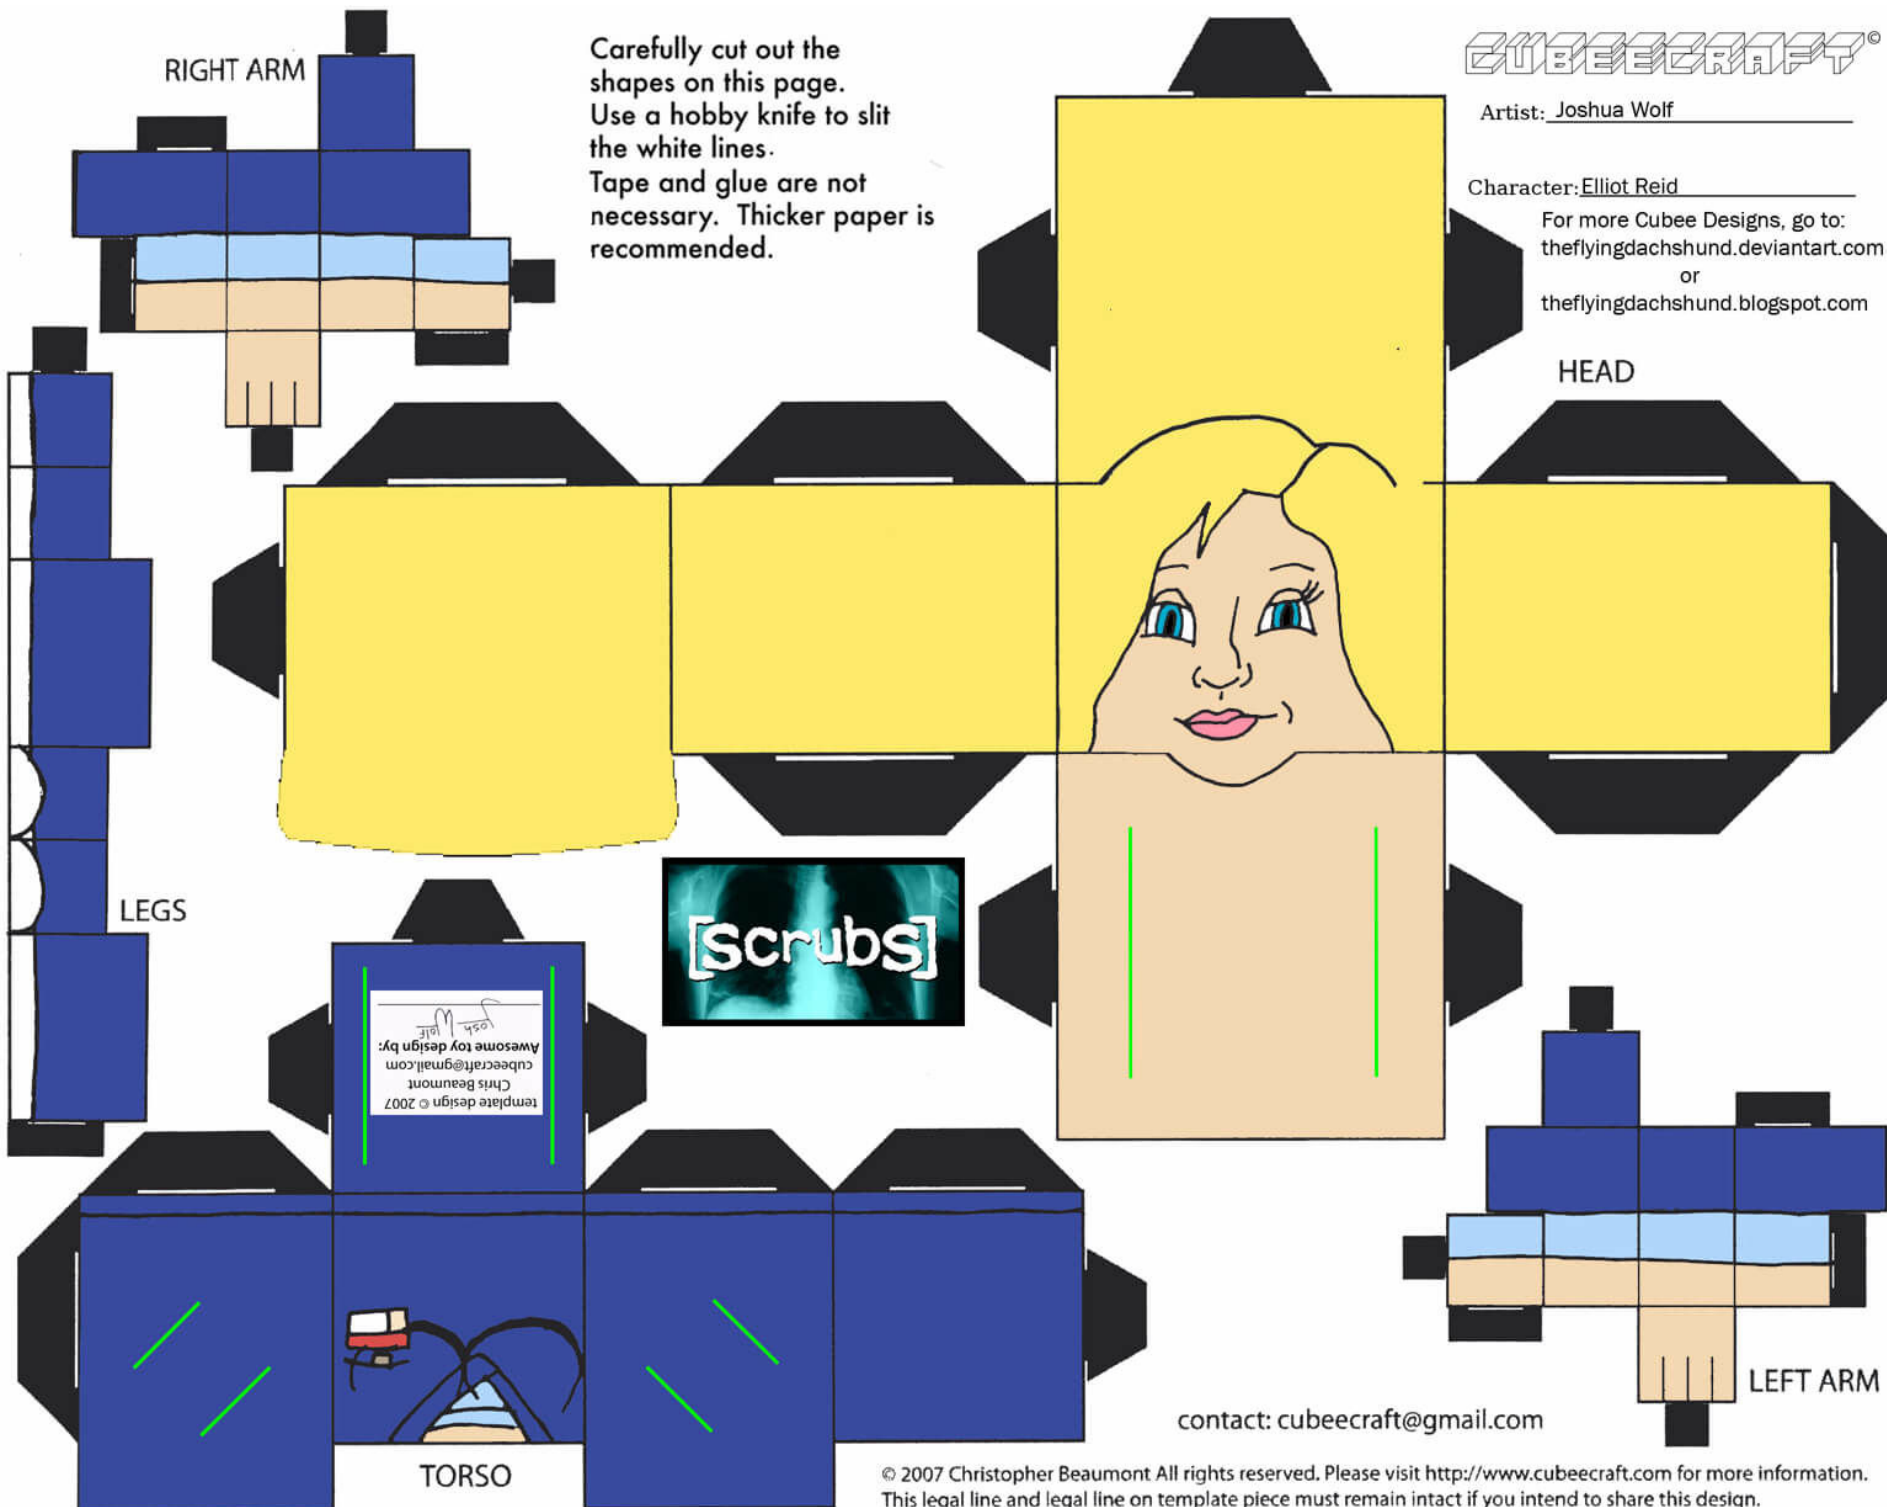 RIGHT ARM
Carefully cut out the
shapes on this page.
Use a hobby knife to slit
the white lines.
Tape and glue are not
necessary. Thicker paper is
recommended.
CUBEECRAFT©
Artist: Joshua Wolf
Character: Elliot Reid
For more Cubee Designs, go to:
theflyingdachshund.deviantart.com
or
theflyingdachshund.blogspot.com
HEAD
LEGS
[scrubs]
template design © 2007
Chris Beaumont
cubeecraft@gmail.com
Awesome toy design by:
Josh Wolf
LEFT ARM
contact: cubeecraft@gmail.com
TORSO
© 2007 Christopher Beaumont All rights reserved. Please visit http://www.cubeecraft.com for more information.
This legal line and legal line on template piece must remain intact if you intend to share this design.